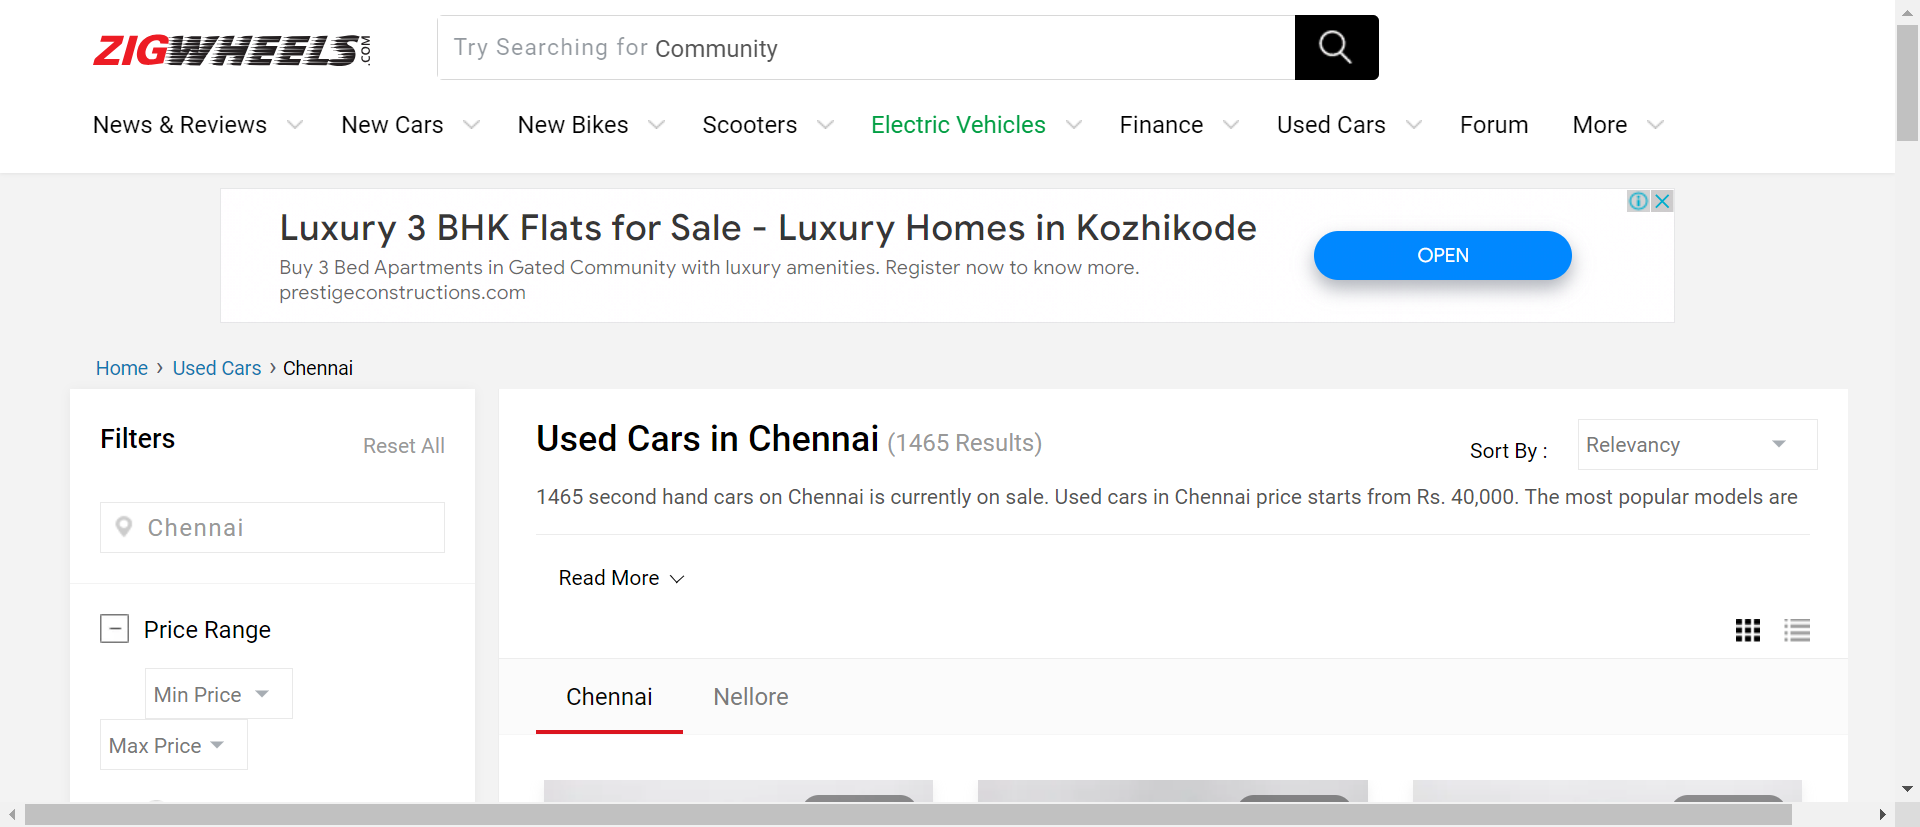 ZIGWHEELS.COM
Try Searching for Community
News & Reviews New Cars New Bikes Scooters Electric Vehicles Finance Used Cars Forum More
Luxury 3 BHK Flats for Sale - Luxury Homes in Kozhikode
Buy 3 Bed Apartments in Gated Community with luxury amenities. Register now to know more.
prestigeconstructions.com
OPEN
Home › Used Cars › Chennai
Filters
Reset All
Chennai
Price Range
Min Price
Max Price
Used Cars in Chennai (1465 Results)
Sort By :
Relevancy
1465 second hand cars on Chennai is currently on sale. Used cars in Chennai price starts from Rs. 40,000. The most popular models are
Read More
Chennai Nellore